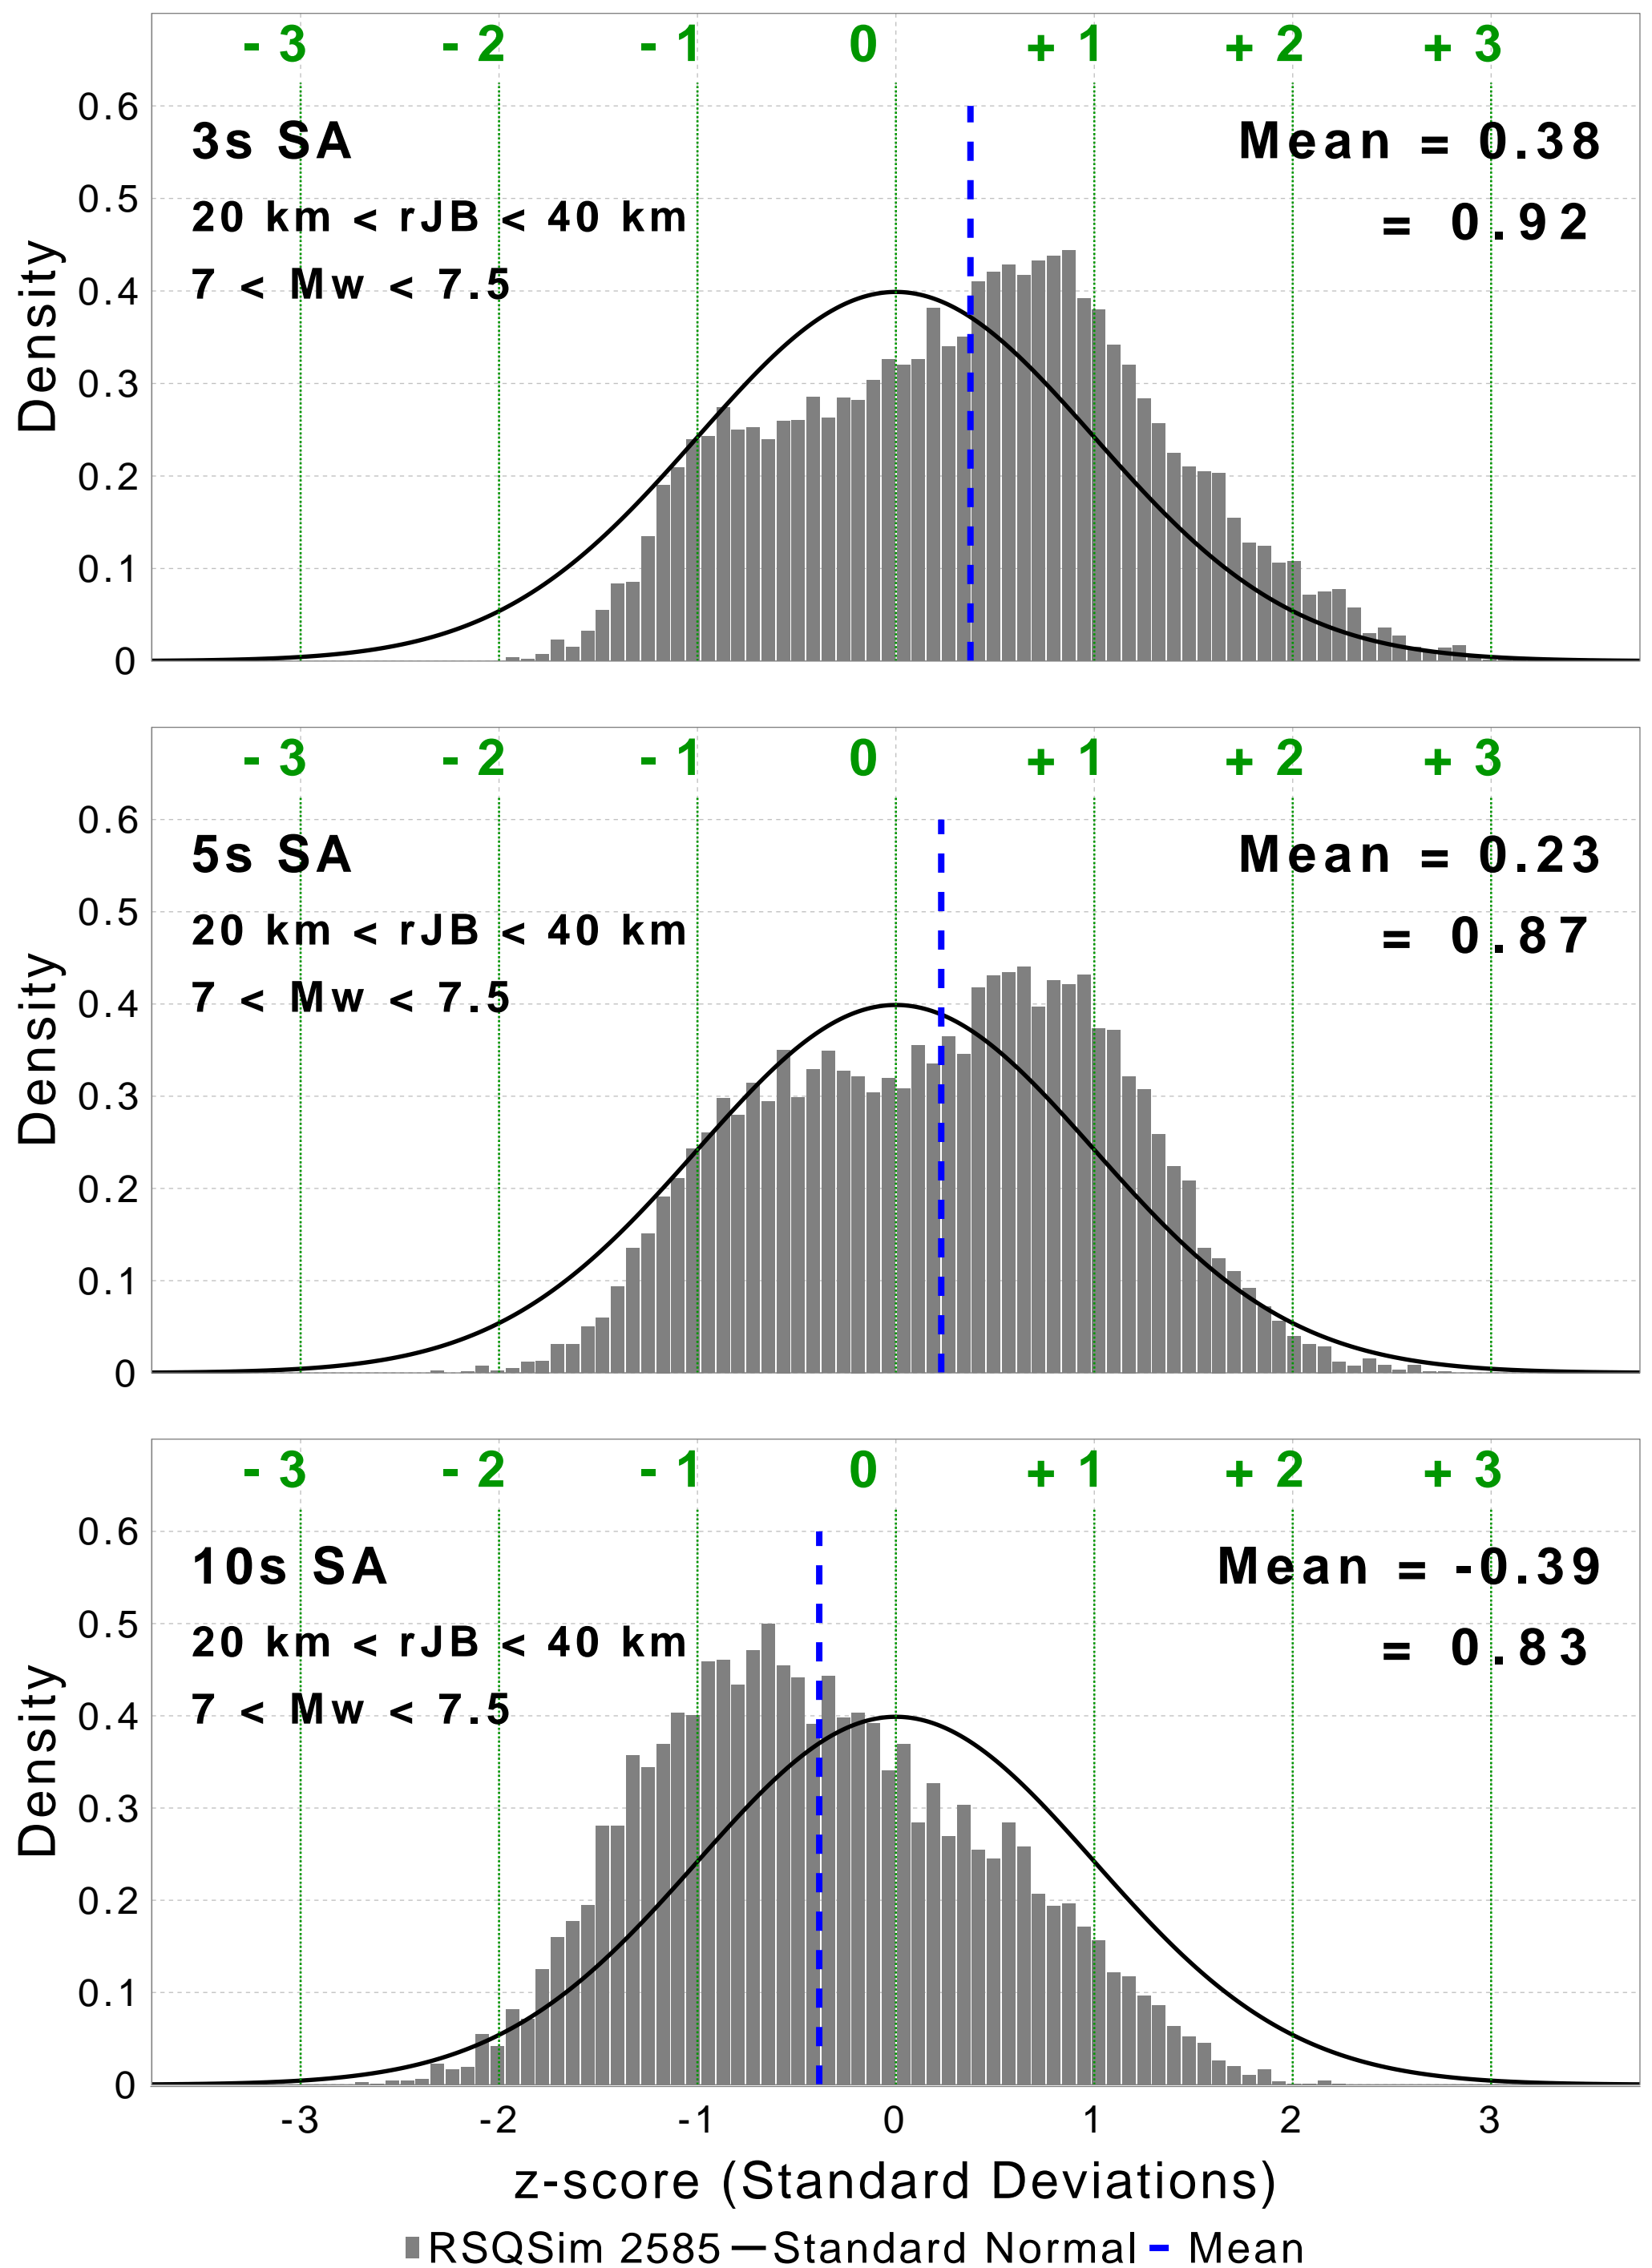 - 3 - 2 - 1 0 + 1 + 2 + 3
0.6
3s SA
Mean = 0.38
0.5
20 km < rJB < 40 km
= 0.92
7 < Mw < 7.5
0.4
Density
0.3
0.2
0.1
0
- 3 - 2 - 1 0 + 1 + 2 + 3
0.6
5s SA
Mean = 0.23
0.5
20 km < rJB < 40 km
= 0.87
7 < Mw < 7.5
0.4
Density
0.3
0.2
0.1
0
- 3 - 2 - 1 0 + 1 + 2 + 3
0.6
10s SA
Mean = -0.39
0.5
20 km < rJB < 40 km
= 0.83
7 < Mw < 7.5
0.4
Density
0.3
0.2
0.1
0
-3 -2 -1 0 1 2 3
z-score (Standard Deviations)
RSQSim 2585 Standard Normal Mean